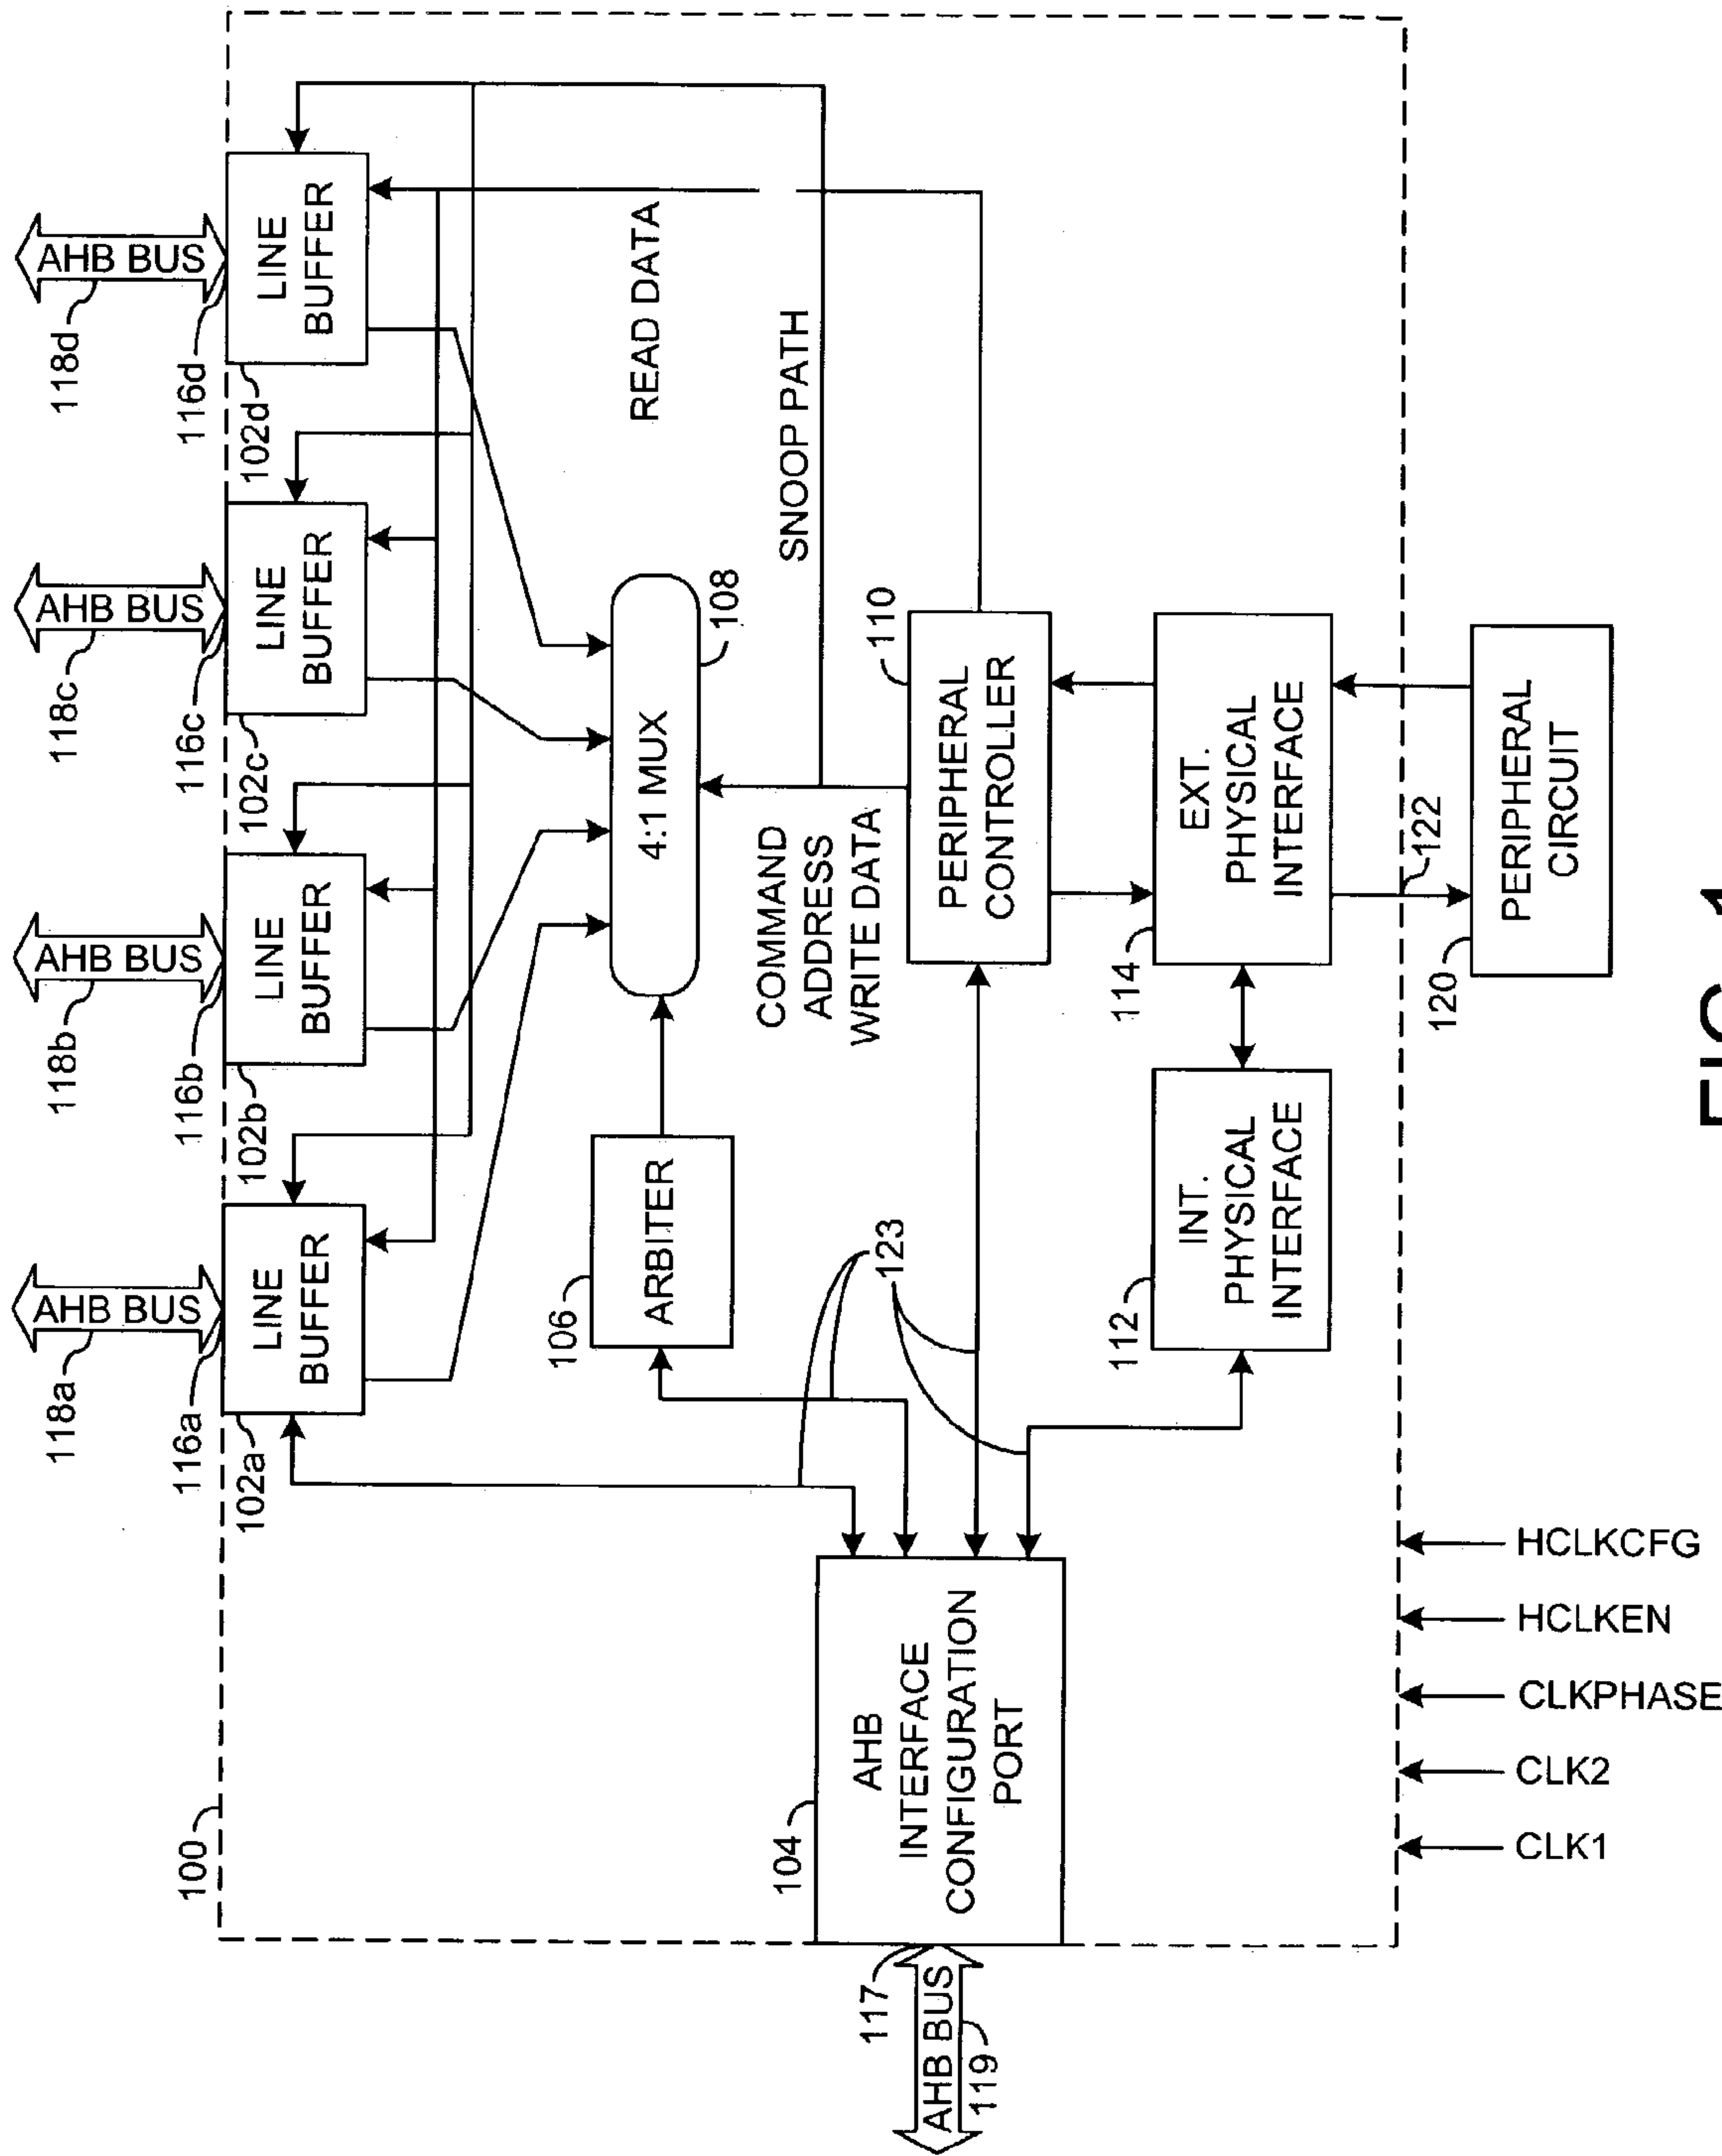 118a
AHB BUS
118b
AHB BUS
118c
AHB BUS
118d
AHB BUS
100
116a
116b
116c
116d
102a
LINE
BUFFER
102b
LINE
BUFFER
102c
LINE
BUFFER
102d
LINE
BUFFER
106
ARBITER
4:1 MUX
108
READ DATA
SNOOP PATH
COMMAND
ADDRESS
WRITE DATA
123
104
AHB
INTERFACE
CONFIGURATION
PORT
117
AHB BUS
119
110
PERIPHERAL
CONTROLLER
112
INT.
PHYSICAL
INTERFACE
114
EXT.
PHYSICAL
INTERFACE
122
120
PERIPHERAL
CIRCUIT
CLK1
CLK2
CLKPHASE
HCLKEN
HCLKCFG
FIG. 1